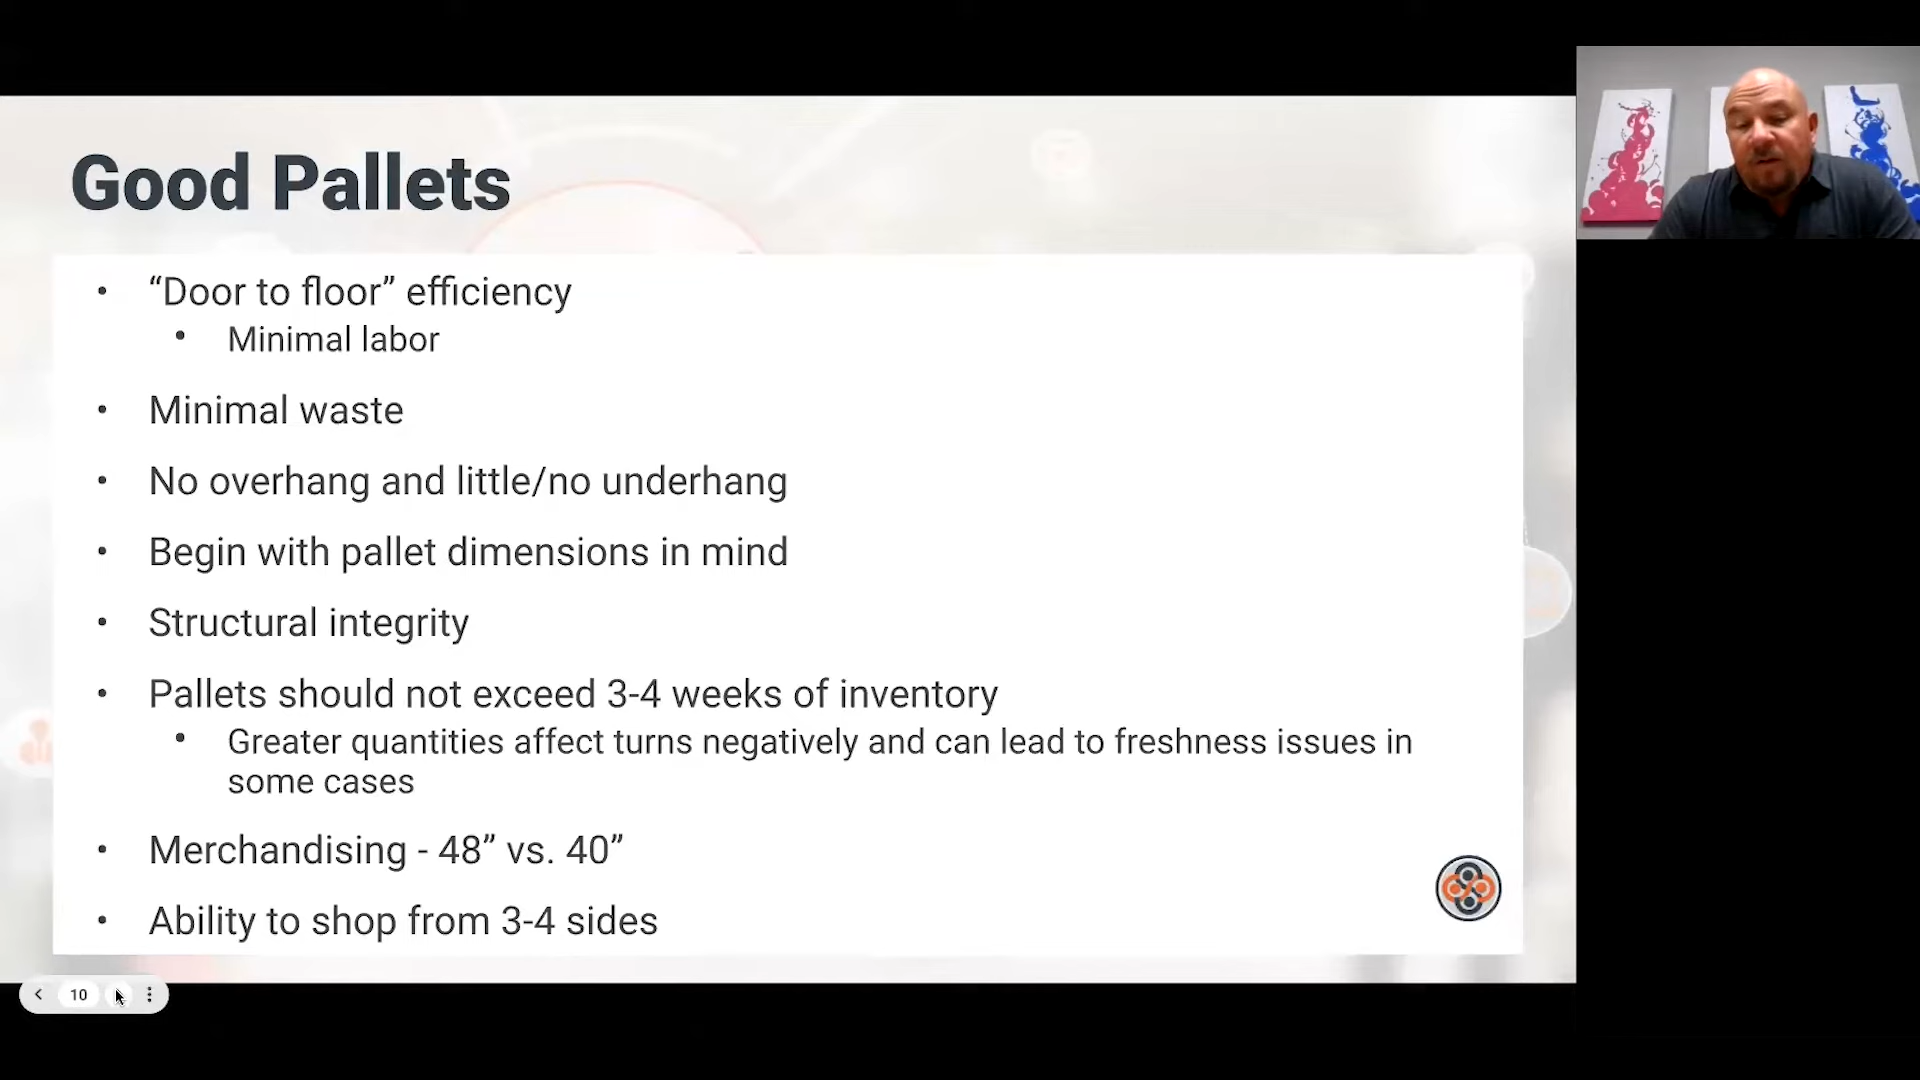 Good Pallets
• “Door to floor” efficiency
• Minimal labor
• Minimal waste
• No overhang and little/no underhang
• Begin with pallet dimensions in mind
• Structural integrity
• Pallets should not exceed 3-4 weeks of inventory
• Greater quantities affect turns negatively and can lead to freshness issues in
some cases
• Merchandising - 48” vs. 40”
• Ability to shop from 3-4 sides
10